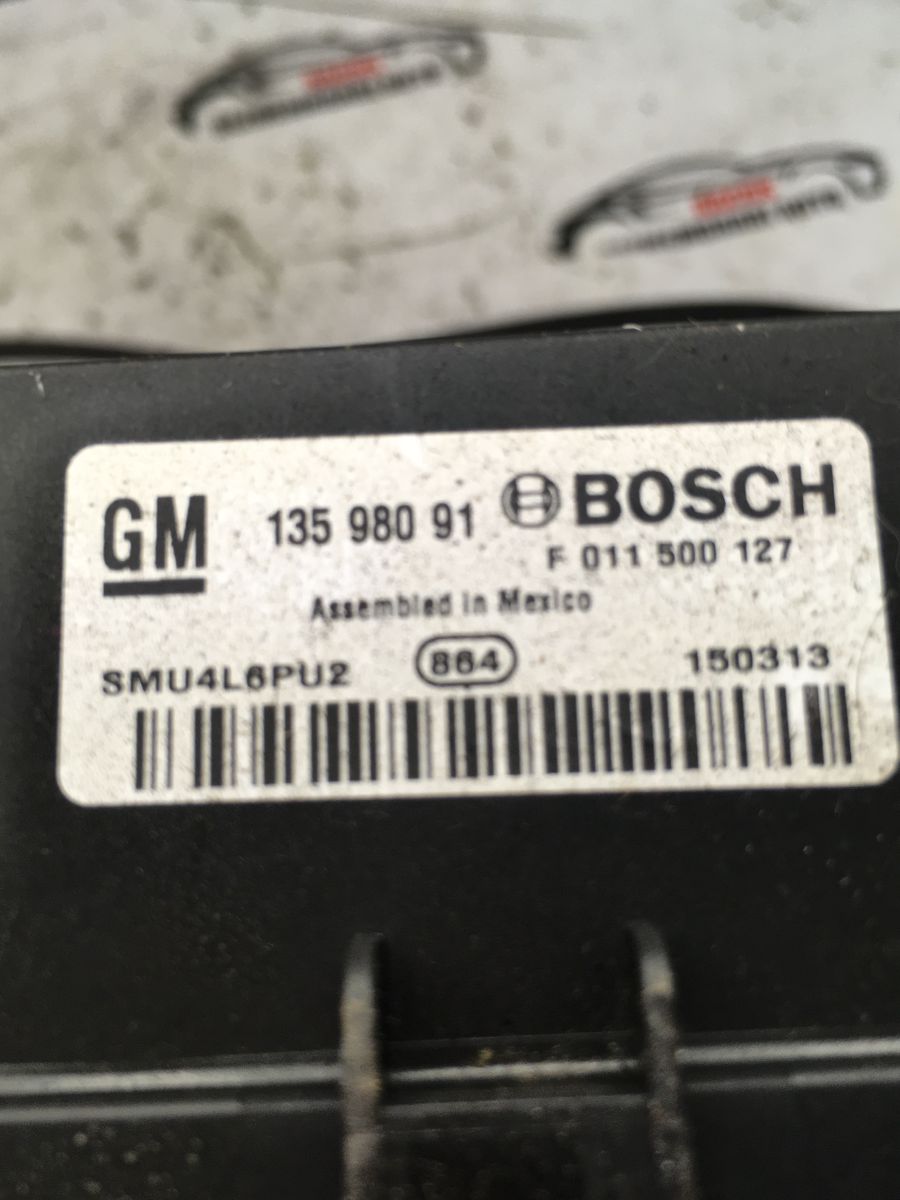 GM 135 980 91 BOSCH
F 011 500 127
Assembled in Mexico
SMU4L6PU2 864 150313